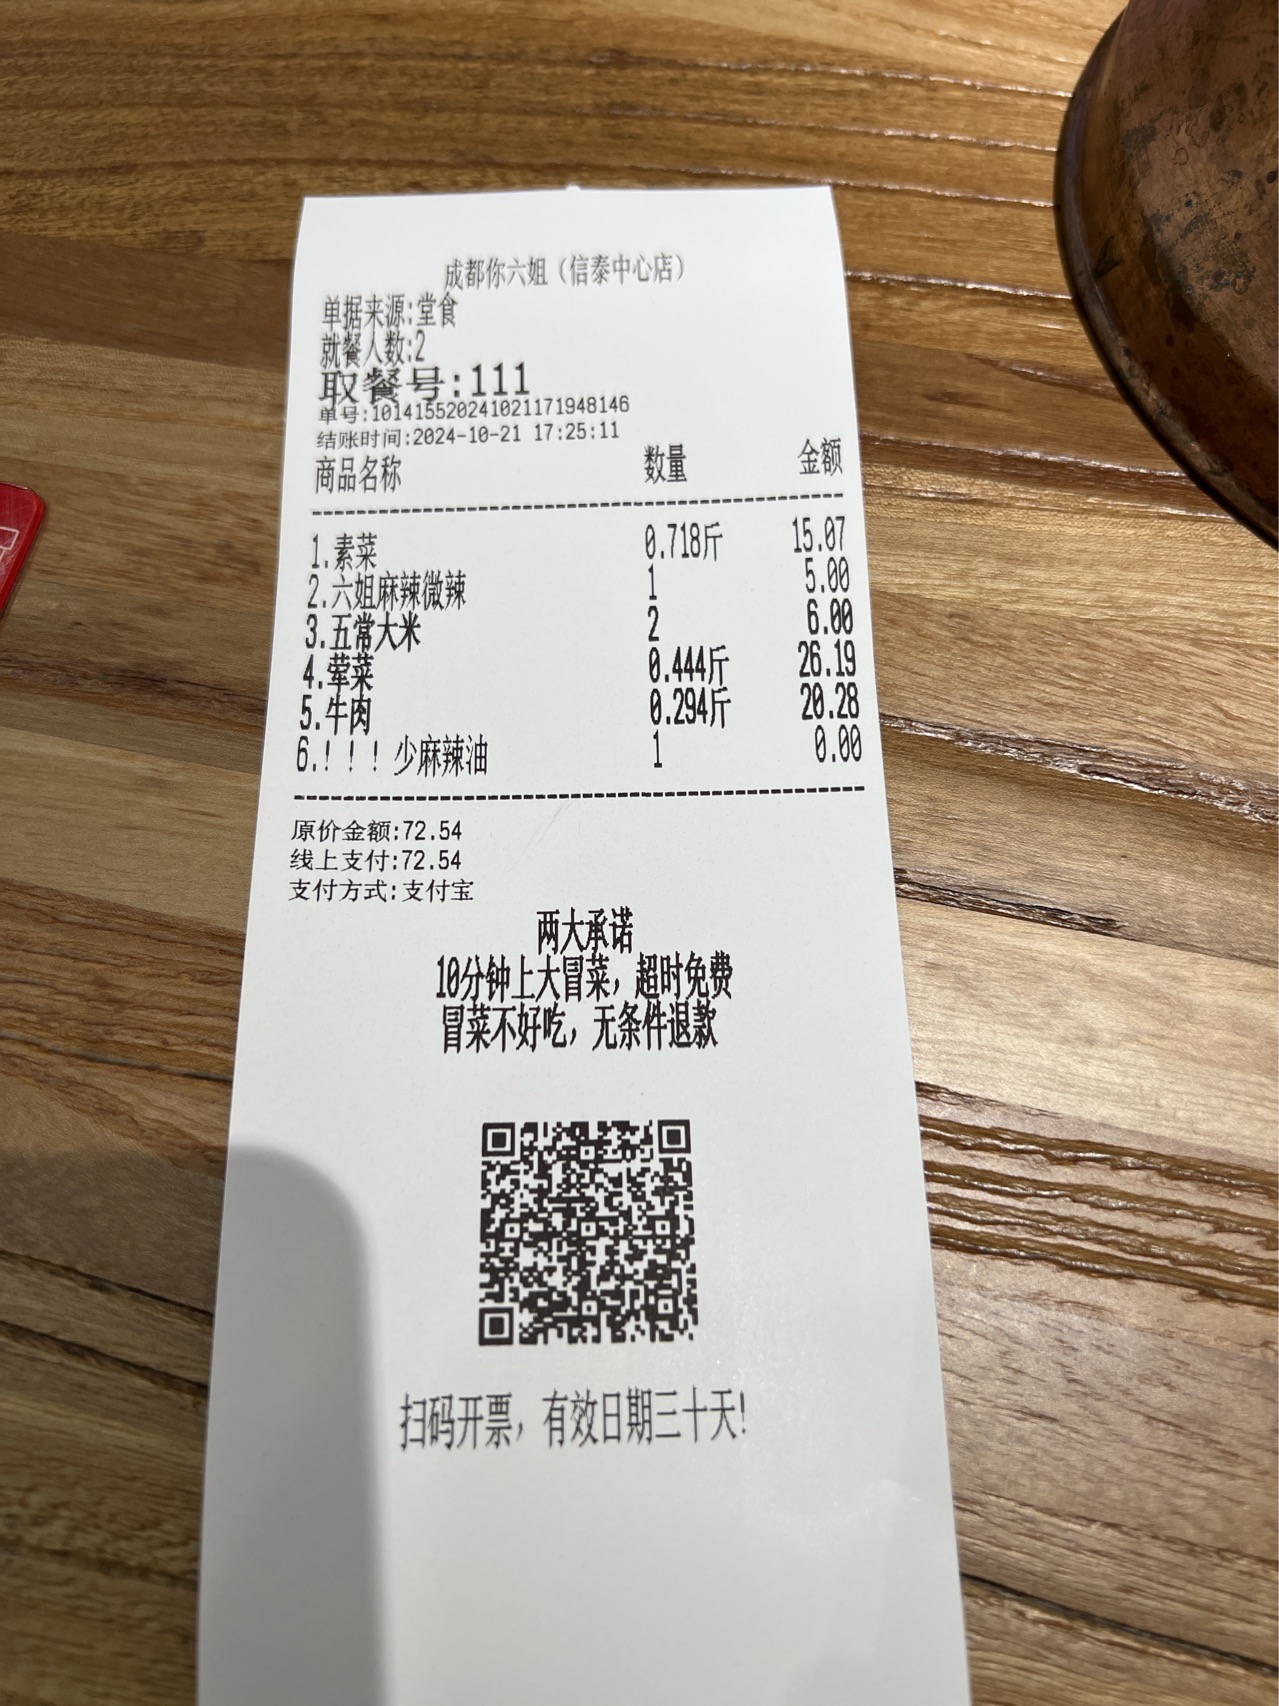 成都你六姐（信泰中心店）
单据来源:堂食
就餐人数:2
取餐号:111
单号:101415520241021171948146
结账时间:2024-10-21 17:25:11
商品名称 数量 金额
1.素菜 0.718斤 15.07
2.六姐麻辣微辣 1 5.00
3.五常大米 2 6.00
4.荤菜 0.444斤 26.19
5.牛肉 0.294斤 20.28
6.！！！少麻辣油 1 0.00
原价金额:72.54
线上支付:72.54
支付方式:支付宝
两大承诺
10分钟上大冒菜，超时免费
冒菜不好吃，无条件退款
扫码开票，有效日期三十天!